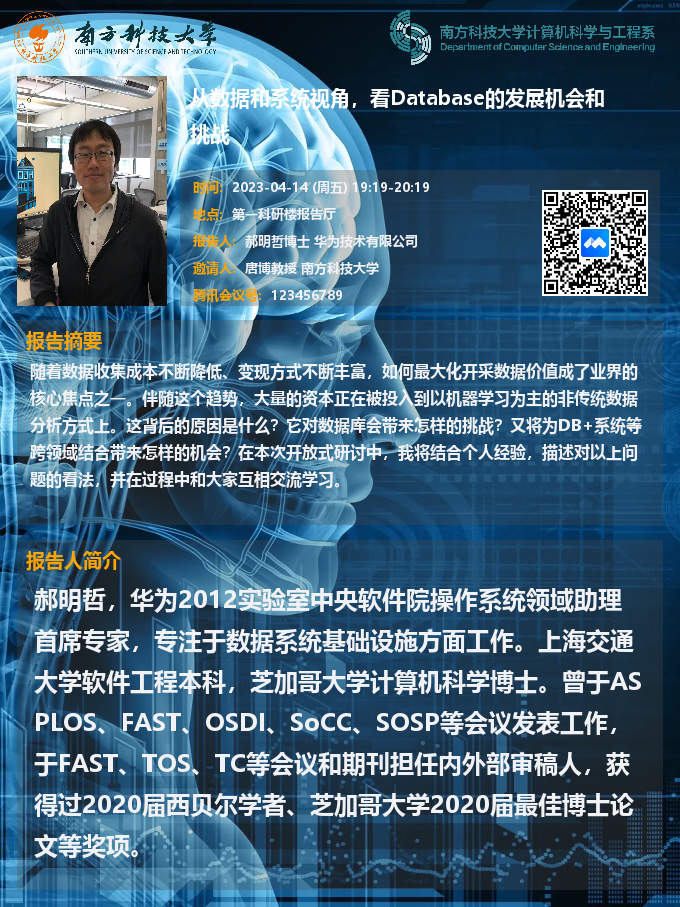 南方科技大学
SOUTHERN UNIVERSITY OF SCIENCE AND TECHNOLOGY
南方科技大学计算机科学与工程系
Department of Computer Science and Engineering
从数据和系统视角，看Database的发展机会和
挑战
时间：2023-04-14 (周五) 19:19-20:19
地点：第一科研楼报告厅
报告人：郝明哲博士 华为技术有限公司
邀请人：唐博教授 南方科技大学
腾讯会议号：123456789
报告摘要
随着数据收集成本不断降低、变现方式不断丰富，如何最大化开采数据价值成了业界的
核心焦点之一。伴随这个趋势，大量的资本正在被投入到以机器学习为主的非传统数据
分析方式上。这背后的原因是什么？它对数据库会带来怎样的挑战？又将为DB+系统等
跨领域结合带来怎样的机会？在本次开放式研讨中，我将结合个人经验，描述对以上问
题的看法，并在过程中和大家互相交流学习。
报告人简介
郝明哲，华为2012实验室中央软件院操作系统领域助理
首席专家，专注于数据系统基础设施方面工作。上海交通
大学软件工程本科，芝加哥大学计算机科学博士。曾于AS
PLOS、FAST、OSDI、SoCC、SOSP等会议发表工作，
于FAST、TOS、TC等会议和期刊担任内外部审稿人，获
得过2020届西贝尔学者、芝加哥大学2020届最佳博士论
文等奖项。